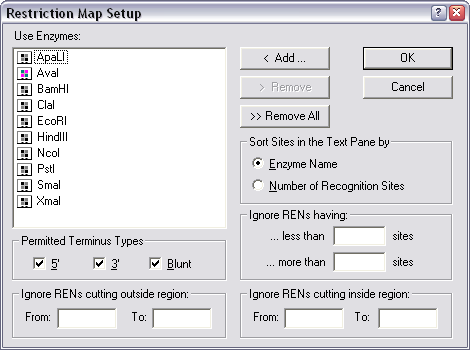 Restriction Map Setup
Use Enzymes:
ApaLI
AvaI
BamHI
ClaI
EcoRI
HindIII
NcoI
PstI
SmaI
XmaI
< Add ...
> Remove
>> Remove All
OK
Cancel
Sort Sites in the Text Pane by
Enzyme Name
Number of Recognition Sites
Ignore RENs having:
... less than sites
... more than sites
Permitted Terminus Types
5' 3' Blunt
Ignore RENs cutting outside region:
From: To:
Ignore RENs cutting inside region:
From: To: